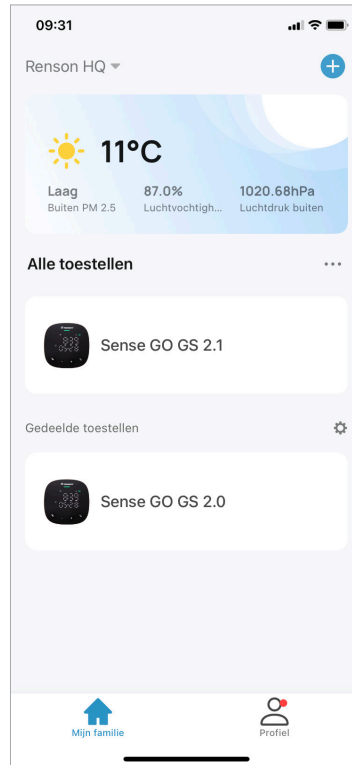 09:31
Renson HQ
11°C
Laag 87.0% 1020.68hPa
Buiten PM 2.5 Luchtvochtigh... Luchtdruk buiten
Alle toestellen
Sense GO GS 2.1
Gedeelde toestellen
Sense GO GS 2.0
Mijn familie Profiel